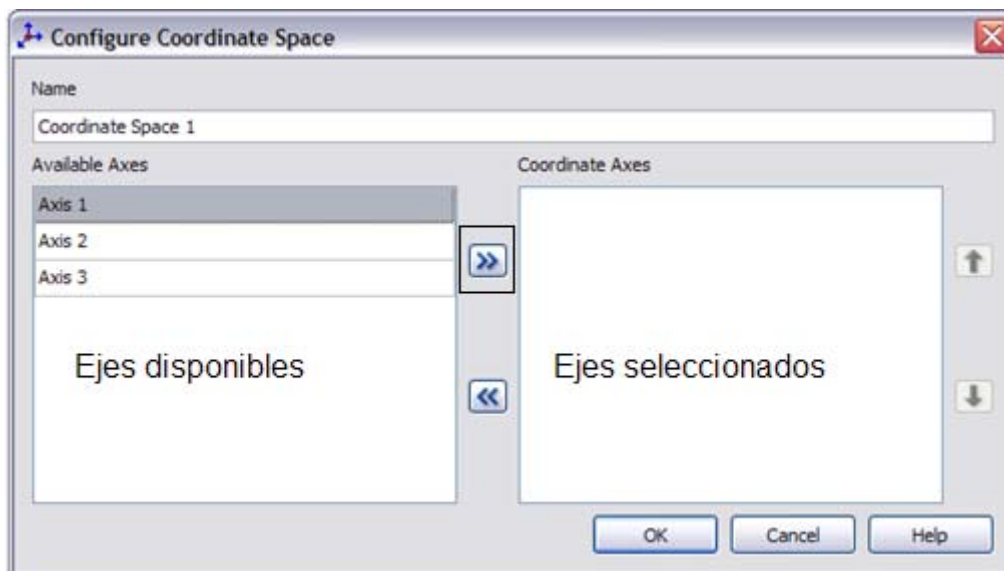 Configure Coordinate Space
Name
Coordinate Space 1
Available Axes
Coordinate Axes
Axis 1
Axis 2
Axis 3
Ejes disponibles
Ejes seleccionados
OK
Cancel
Help